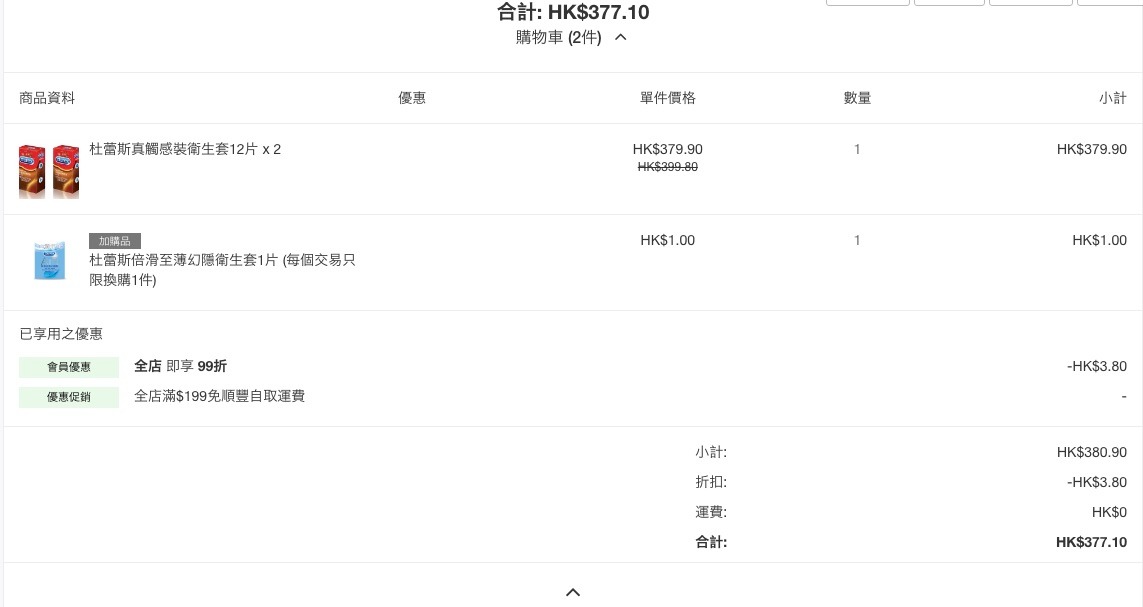 合計: HK$377.10
購物車 (2件)
商品資料 優惠 單件價格 數量 小計
杜蕾斯真觸感裝衛生套12片 x 2 HK$379.90 1 HK$379.90
HK$399.80
加購品
HK$1.00 1 HK$1.00
杜蕾斯倍滑至薄幻隱衛生套1片 (每個交易只
限換購1件)
已享用之優惠
會員優惠 全店 即享 99折 -HK$3.80
優惠促銷 全店滿$199免順豐自取運費 -
小計: HK$380.90
折扣: -HK$3.80
運費: HK$0
合計: HK$377.10